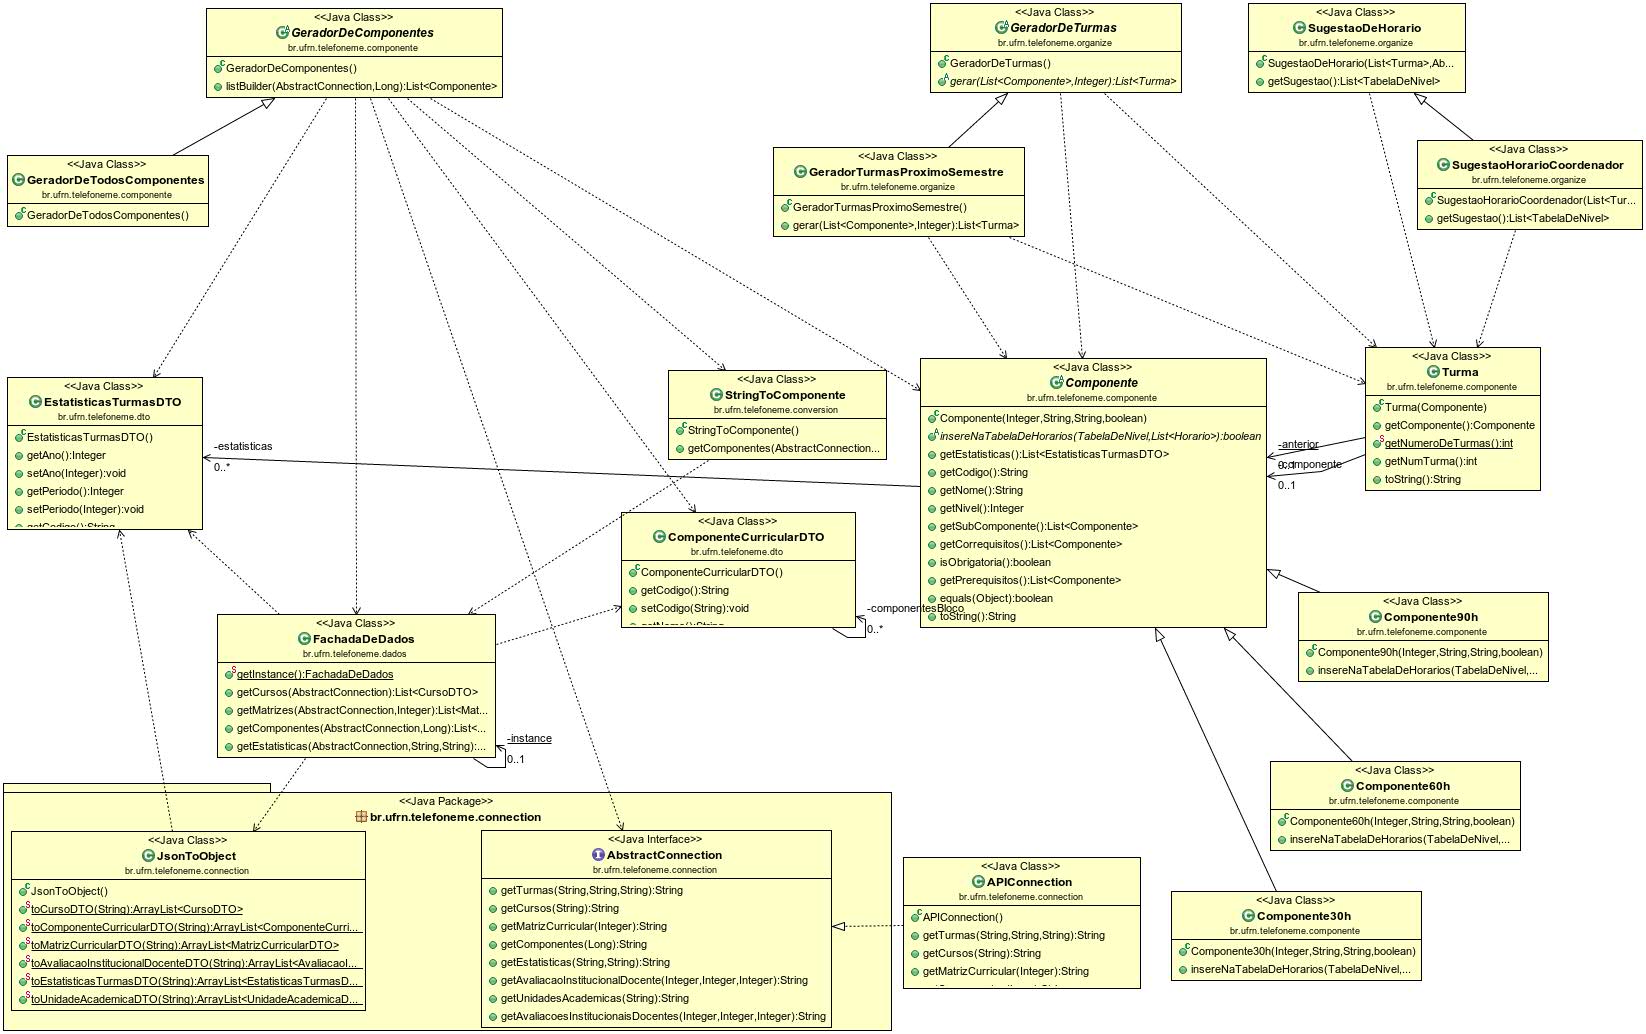 <<Java Class>>
GeradorDeComponentes
br.ufrn.telefoneme.componente
GeradorDeComponentes()
listBuilder(AbstractConnection,Long):List<Componente>
<<Java Class>>
GeradorDeTurmas
br.ufrn.telefoneme.organize
GeradorDeTurmas()
gerar(List<Componente>,Integer):List<Turma>
<<Java Class>>
SugestaoDeHorario
br.ufrn.telefoneme.organize
SugestaoDeHorario(List<Turma>,Ab...
getSugestao():List<TabelaDeNivel>
<<Java Class>>
GeradorDeTodosComponentes
br.ufrn.telefoneme.componente
GeradorDeTodosComponentes()
<<Java Class>>
GeradorTurmasProximoSemestre
br.ufrn.telefoneme.organize
GeradorTurmasProximoSemestre()
gerar(List<Componente>,Integer):List<Turma>
<<Java Class>>
SugestaoHorarioCoordenador
br.ufrn.telefoneme.organize
SugestaoHorarioCoordenador(List<Tur...
getSugestao():List<TabelaDeNivel>
<<Java Class>>
EstatisticasTurmasDTO
br.ufrn.telefoneme.dto
EstatisticasTurmasDTO()
getAno():Integer
setAno(Integer):void
getPeriodo():Integer
setPeriodo(Integer):void
getCodigo():String
-estatisticas
0..*
<<Java Class>>
StringToComponente
br.ufrn.telefoneme.conversion
StringToComponente()
getComponentes(AbstractConnection...
<<Java Class>>
Componente
br.ufrn.telefoneme.componente
Componente(Integer,String,String,boolean)
insereNaTabelaDeHorarios(TabelaDeNivel,List<Horario>):boolean
getEstatisticas():List<EstatisticasTurmasDTO>
getCodigo():String
getNome():String
getNivel():Integer
getSubComponente():List<Componente>
getCorrequisitos():List<Componente>
isObrigatoria():boolean
getPrerequisitos():List<Componente>
equals(Object):boolean
toString():String
<<Java Class>>
Turma
br.ufrn.telefoneme.componente
Turma(Componente)
getComponente():Componente
getNumeroDeTurmas():int
getNumTurma():int
toString():String
-anterior
0..1
-componente
0..1
<<Java Class>>
ComponenteCurricularDTO
br.ufrn.telefoneme.dto
ComponenteCurricularDTO()
getCodigo():String
setCodigo(String):void
getNome():String
-componentesBloco
0..*
<<Java Class>>
Componente90h
br.ufrn.telefoneme.componente
Componente90h(Integer,String,String,boolean)
insereNaTabelaDeHorarios(TabelaDeNivel,...
<<Java Class>>
FachadaDeDados
br.ufrn.telefoneme.dados
getInstance():FachadaDeDados
getCursos(AbstractConnection):List<CursoDTO>
getMatrizes(AbstractConnection,Integer):List<Mat...
getComponentes(AbstractConnection,Long):List<...
getEstatisticas(AbstractConnection,String,String):...
-instance
0..1
<<Java Class>>
Componente60h
br.ufrn.telefoneme.componente
Componente60h(Integer,String,String,boolean)
insereNaTabelaDeHorarios(TabelaDeNivel,...
<<Java Package>>
br.ufrn.telefoneme.connection
<<Java Class>>
JsonToObject
br.ufrn.telefoneme.connection
JsonToObject()
toCursoDTO(String):ArrayList<CursoDTO>
toComponenteCurricularDTO(String):ArrayList<ComponenteCurri...
toMatrizCurricularDTO(String):ArrayList<MatrizCurricularDTO>
toAvaliacaoInstitucionalDocenteDTO(String):ArrayList<AvaliacaoI...
toEstatisticasTurmasDTO(String):ArrayList<EstatisticasTurmasD...
toUnidadeAcademicaDTO(String):ArrayList<UnidadeAcademicaD...
<<Java Interface>>
AbstractConnection
br.ufrn.telefoneme.connection
getTurmas(String,String,String):String
getCursos(String):String
getMatrizCurricular(Integer):String
getComponentes(Long):String
getEstatisticas(String,String):String
getAvaliacaoInstitucionalDocente(Integer,Integer,Integer):String
getUnidadesAcademicas(String):String
getAvaliacoesInstitucionaisDocentes(Integer,Integer,Integer):String
<<Java Class>>
APIConnection
br.ufrn.telefoneme.connection
APIConnection()
getTurmas(String,String,String):String
getCursos(String):String
getMatrizCurricular(Integer):String
<<Java Class>>
Componente30h
br.ufrn.telefoneme.componente
Componente30h(Integer,String,String,boolean)
insereNaTabelaDeHorarios(TabelaDeNivel,...